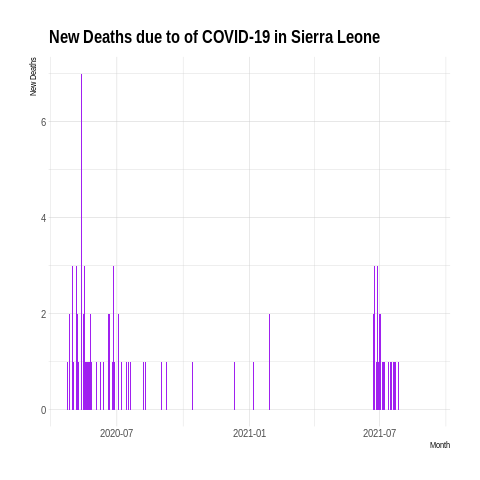 New Deaths due to of COVID-19 in Sierra Leone
New Deaths
6
4
2
0
2020-07 2021-01 2021-07
Month